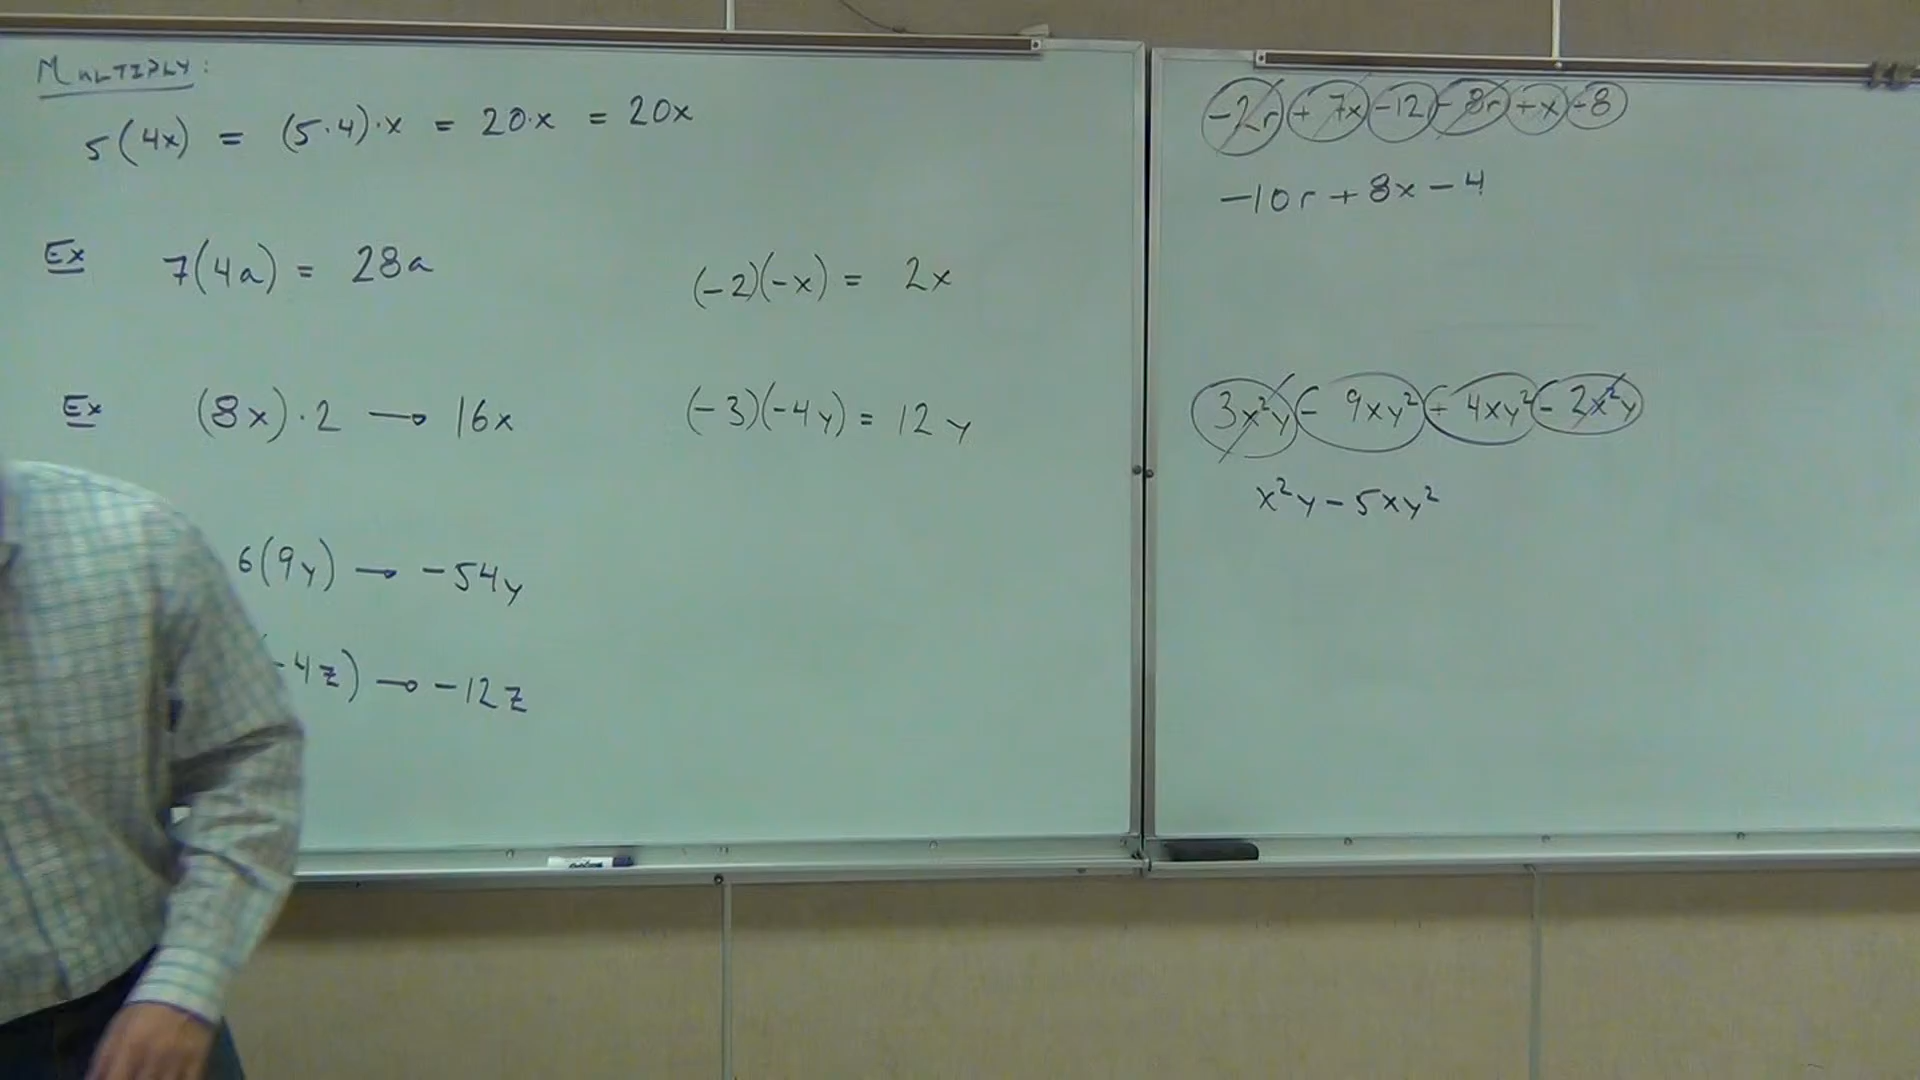 MULTIPLY:
5(4x) = (5·4)·x = 20·x = 20x
Ex 7(4a) = 28a
(-2)(-x) = 2x
Ex (8x)·2 → 16x
(-3)(-4y) = 12y
6(9y) → -54y
-4z) → -12z
-2r + 7x -12 - 8r + x + 8
-10r + 8x - 4
3x²y - 9xy² + 4xy² - 2x²y
x²y - 5xy²